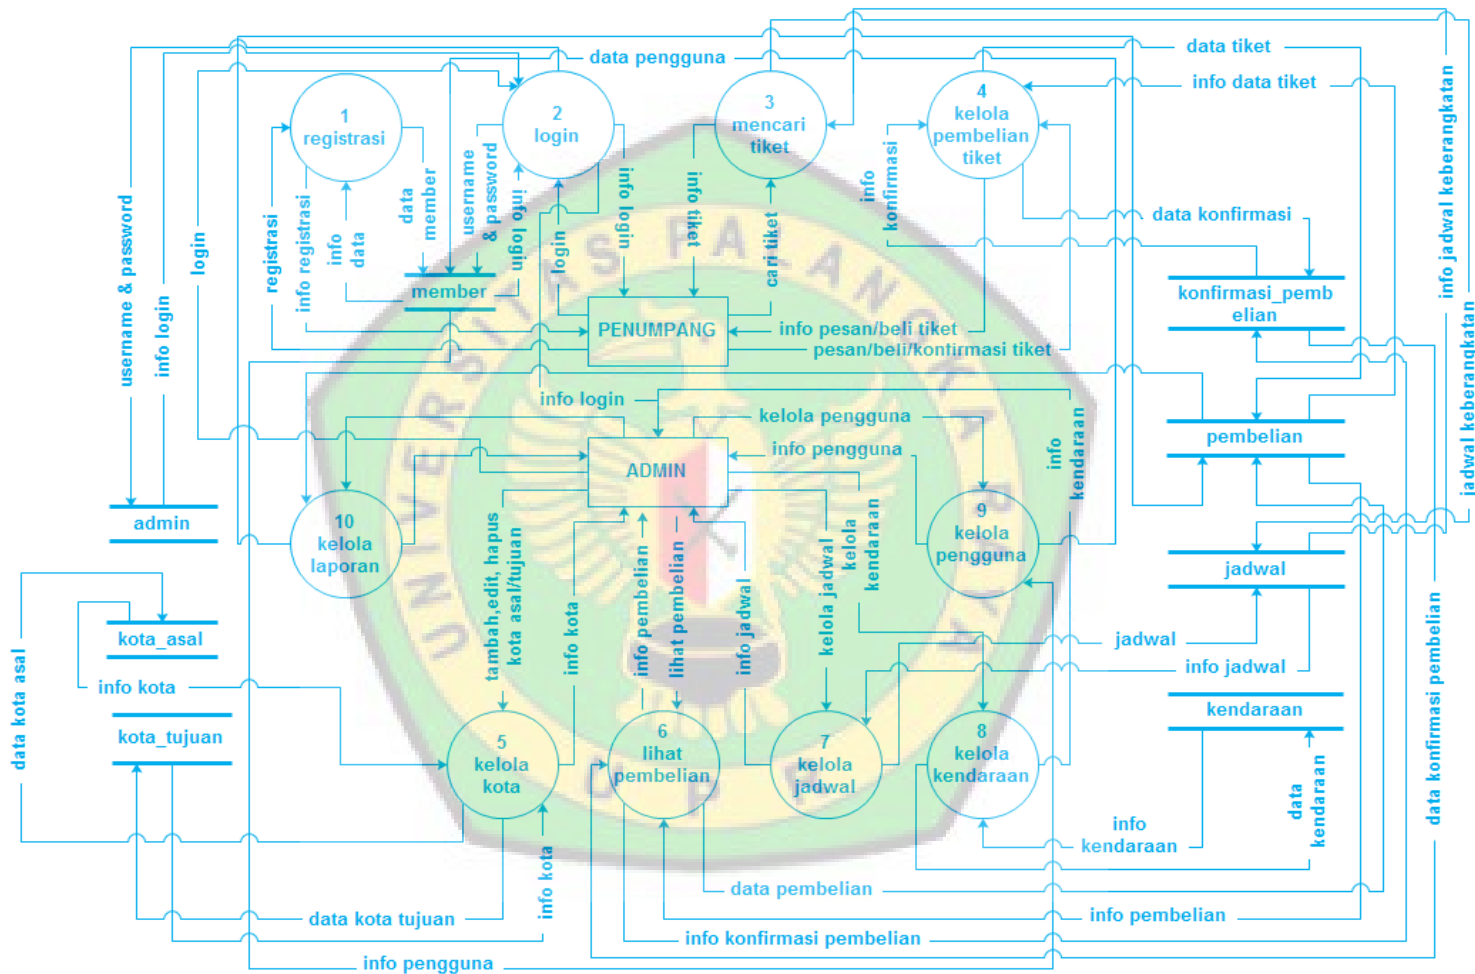 data tiket
data pengguna
info data tiket
1
registrasi
2
login
3
mencari
tiket
4
kelola
pembelian
tiket
username & password
info login
login
registrasi
info registrasi
info
data
data
member
username
& password
info login
login
info login
info tiket
cari tiket
info
konfirmasi
data konfirmasi
info jadwal keberangkatan
jadwal keberangkatan
member
PENUMPANG
info pesan/beli tiket
pesan/beli/konfirmasi tiket
konfirmasi_pemb
elian
info login
kelola pengguna
info pengguna
info
kendaraan
pembelian
ADMIN
admin
10
kelola
laporan
9
kelola
pengguna
tambah,edit, hapus
kota asal/tujuan
info kota
info pembelian
lihat pembelian
info jadwal
kelola jadwal
kelola
kendaraan
jadwal
kota_asal
jadwal
info jadwal
info kota
kota_tujuan
data kota asal
kendaraan
5
kelola
kota
6
lihat
pembelian
7
kelola
jadwal
8
kelola
kendaraan
data konfirmasi pembelian
data
kendaraan
info
kendaraan
info kota
data pembelian
data kota tujuan
info pembelian
info konfirmasi pembelian
info pengguna
UNIVERSITAS PALANGKA RAYA